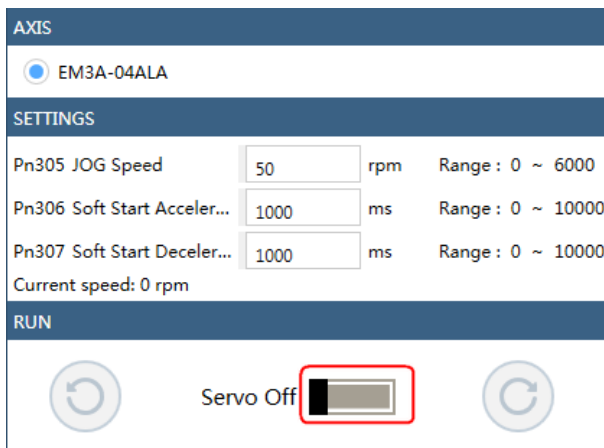 AXIS
EM3A-04ALA
SETTINGS
Pn305 JOG Speed 50 rpm Range : 0 ~ 6000
Pn306 Soft Start Acceler... 1000 ms Range : 0 ~ 10000
Pn307 Soft Start Deceler... 1000 ms Range : 0 ~ 10000
Current speed: 0 rpm
RUN
Servo Off